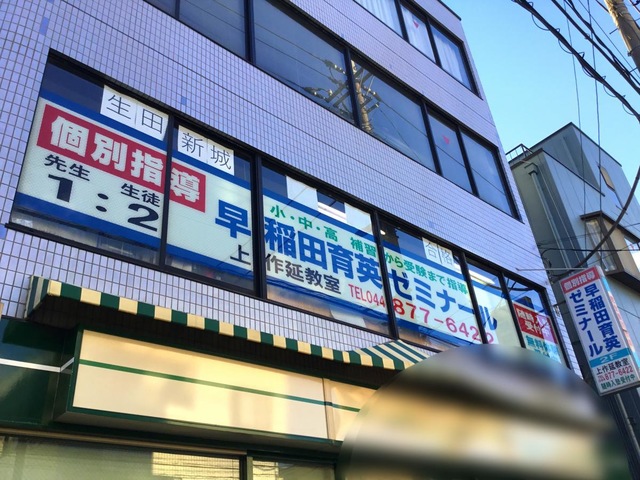 生田
新城
合格
個別指導
先生 生徒
1:2
小・中・高 補習から受験まで指導
早稲田育英ゼミナール
上作延教室
TEL044
877-6422
個別指導
早稲田育英
ゼミナール
上作延教室
877-6422